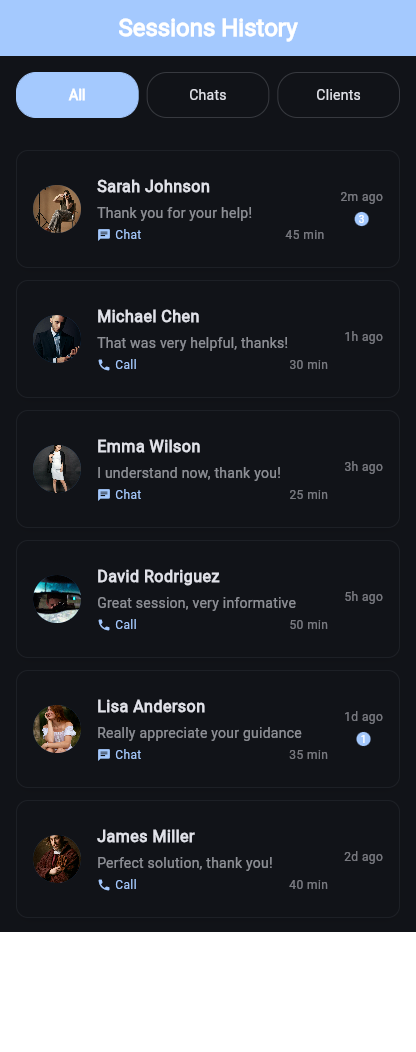 Sessions History
All Chats Clients
Sarah Johnson
2m ago
Thank you for your help!
3
Chat 45 min
Michael Chen
1h ago
That was very helpful, thanks!
Call 30 min
Emma Wilson
3h ago
I understand now, thank you!
Chat 25 min
David Rodriguez
5h ago
Great session, very informative
Call 50 min
Lisa Anderson
1d ago
Really appreciate your guidance
1
Chat 35 min
James Miller
2d ago
Perfect solution, thank you!
Call 40 min